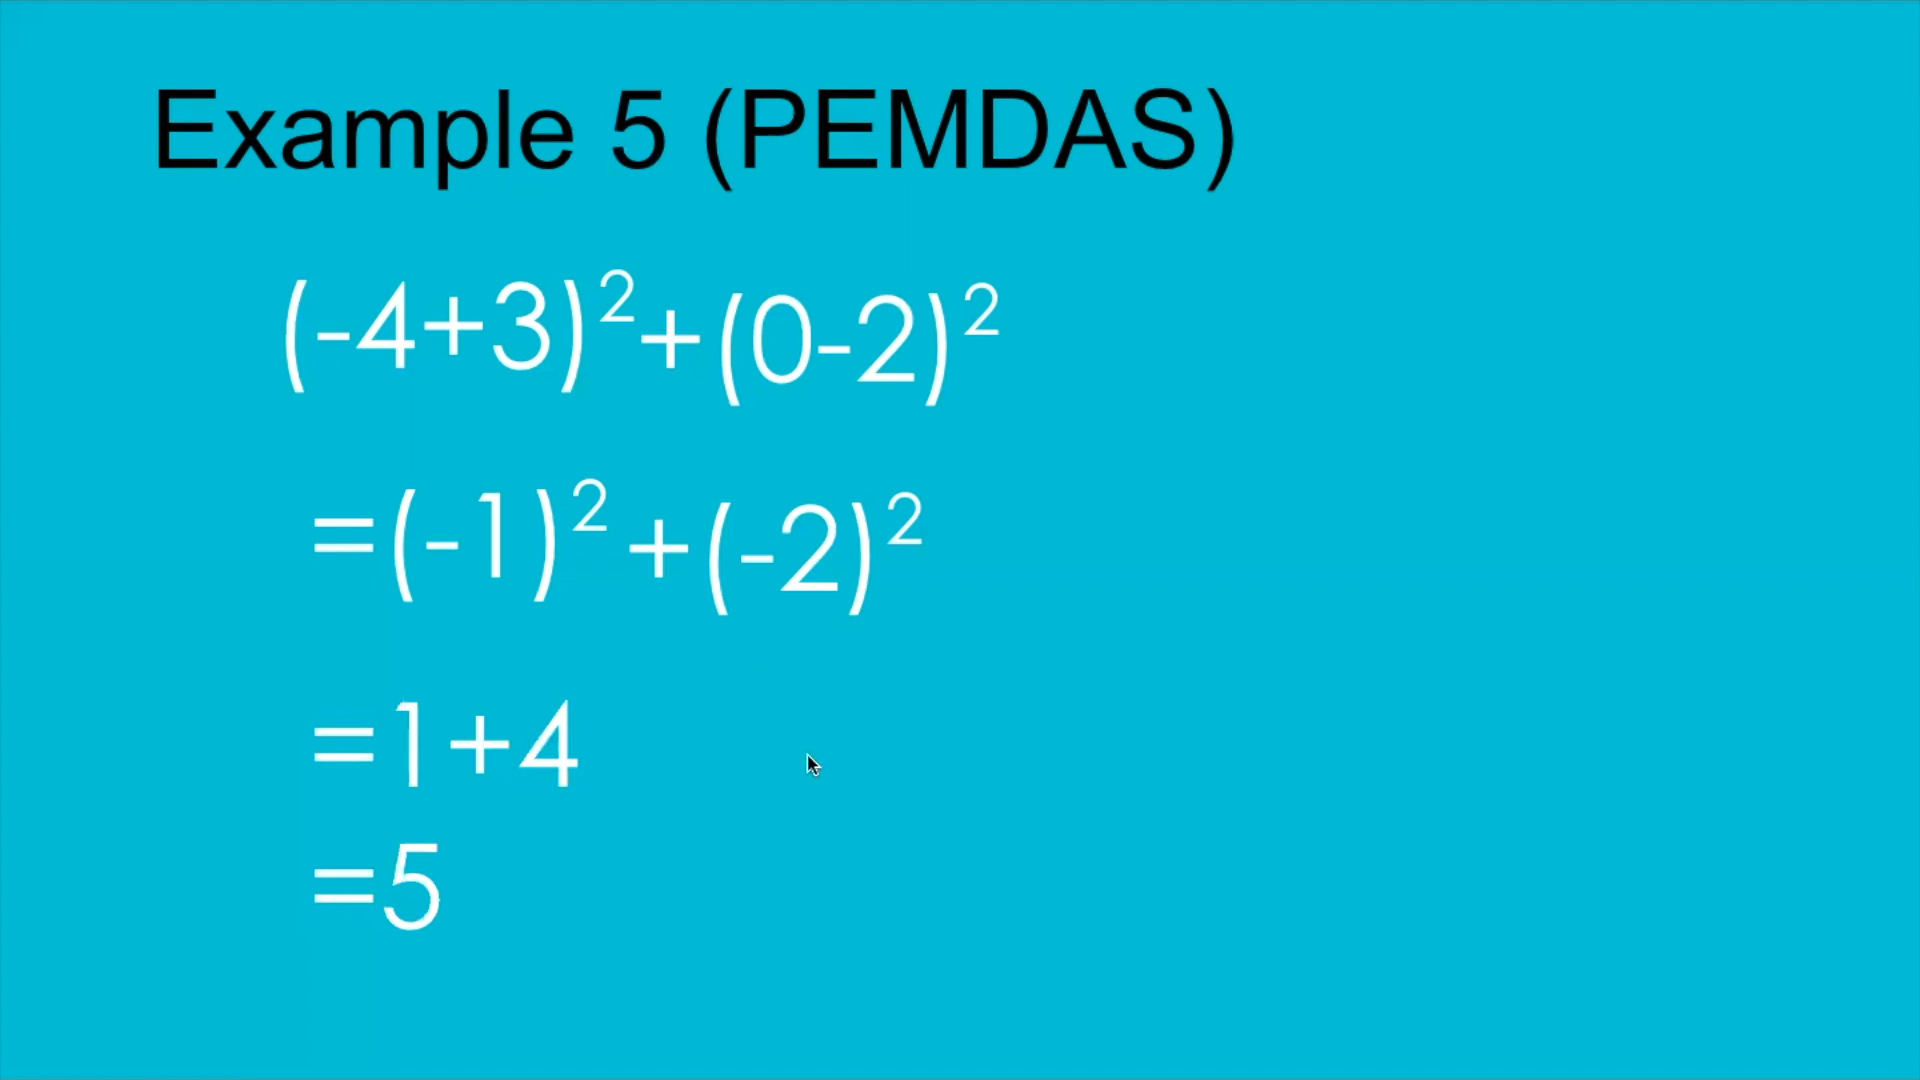 Example 5 (PEMDAS)
(-4+3)²+(0-2)²
=(-1)²+(-2)²
=1+4
=5